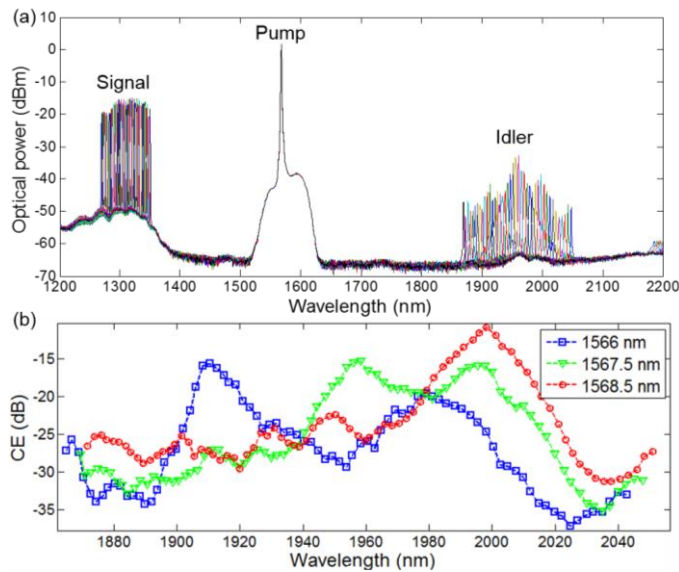 (a)
Pump
Signal
Idler
Optical power (dBm)
10
0
-10
-20
-30
-40
-50
-60
-70
1200 1300 1400 1500 1600 1700 1800 1900 2000 2100 2200
Wavelength (nm)
(b)
1566 nm
1567.5 nm
1568.5 nm
CE (dB)
-15
-20
-25
-30
-35
1880 1900 1920 1940 1960 1980 2000 2020 2040
Wavelength (nm)